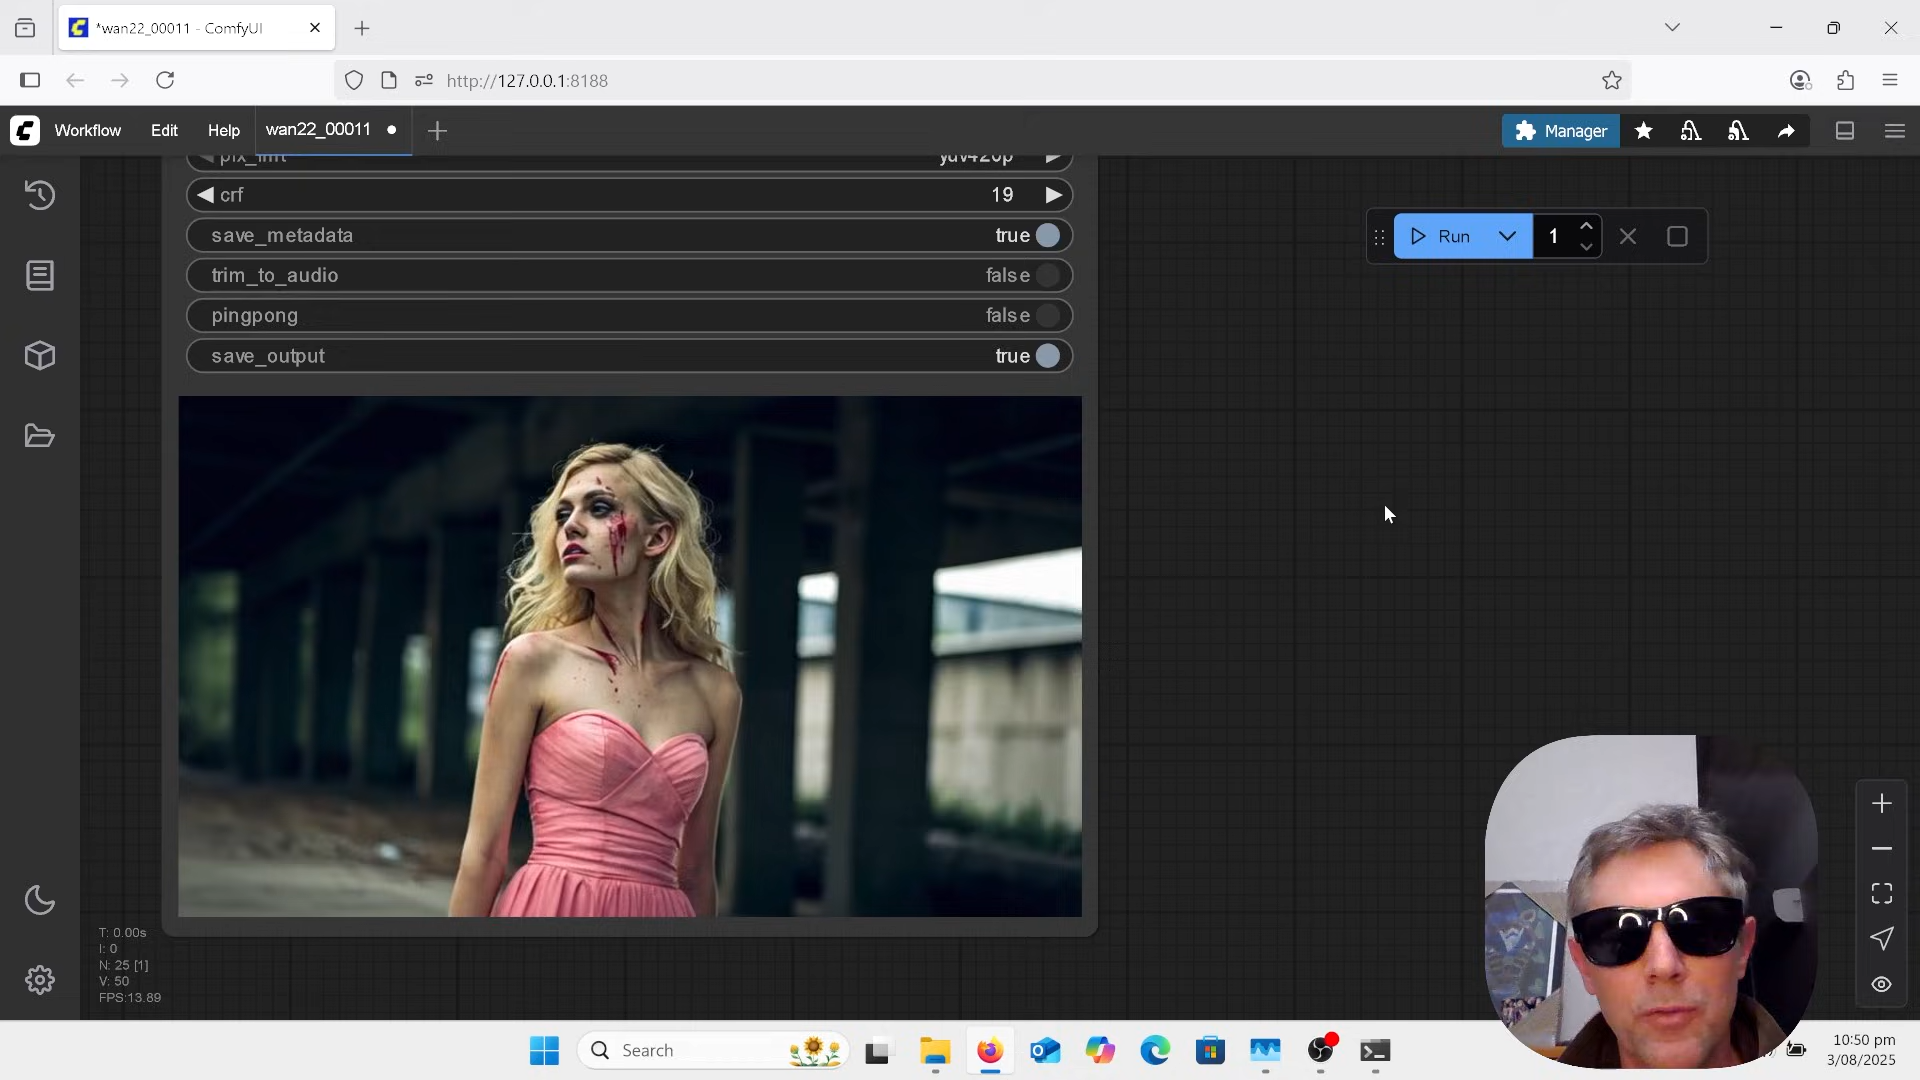 *wan22_00011 - ComfyUI
http://127.0.0.1:8188
Workflow Edit Help wan22_00011
Manager
pix_fmt yuv420p
crf 19
save_metadata true
trim_to_audio false
pingpong false
save_output true
Run 1
T: 0.00s
I: 0
N: 25 [1]
V: 50
FPS:13.89
Search
10:50 pm
3/08/2025